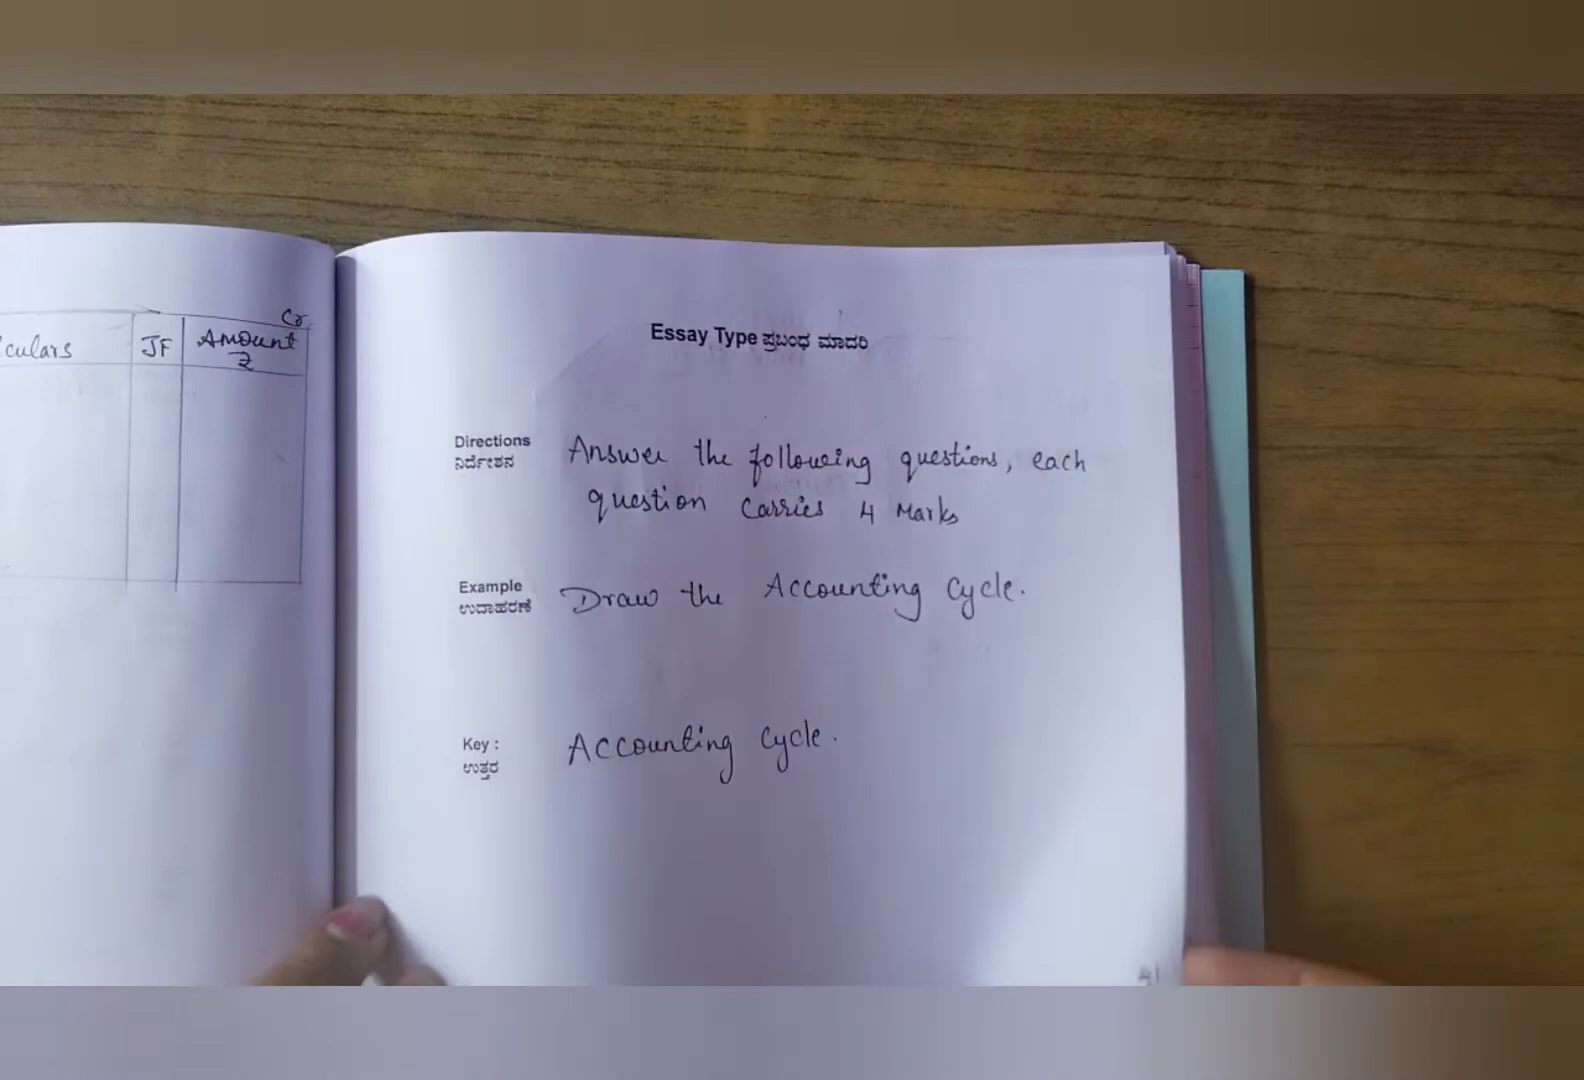 Cr
culars JF Amount
₹
Essay Type ಪ್ರಬಂಧ ಮಾದರಿ
Directions Answer the following questions, each
ನಿರ್ದೇಶನ question carries 4 Marks
Example Draw the Accounting Cycle.
ಉದಾಹರಣೆ
Key : Accounting Cycle.
ಉತ್ತರ
41